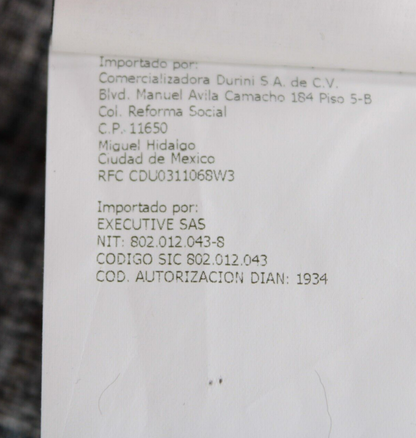 Importado por:
Comercializadora Durini S A. de C.V.
Blvd. Manuel Avila Camacho 184 Piso 5-B
Col. Reforma Social
C.P. 11650
Miguel Hidalgo
Ciudad de Mexico
RFC CDU0311068W3
Importado por:
EXECUTIVE SAS
NIT: 802.012.043-8
CODIGO SIC 802.012.043
COD. AUTORIZACION DIAN: 1934